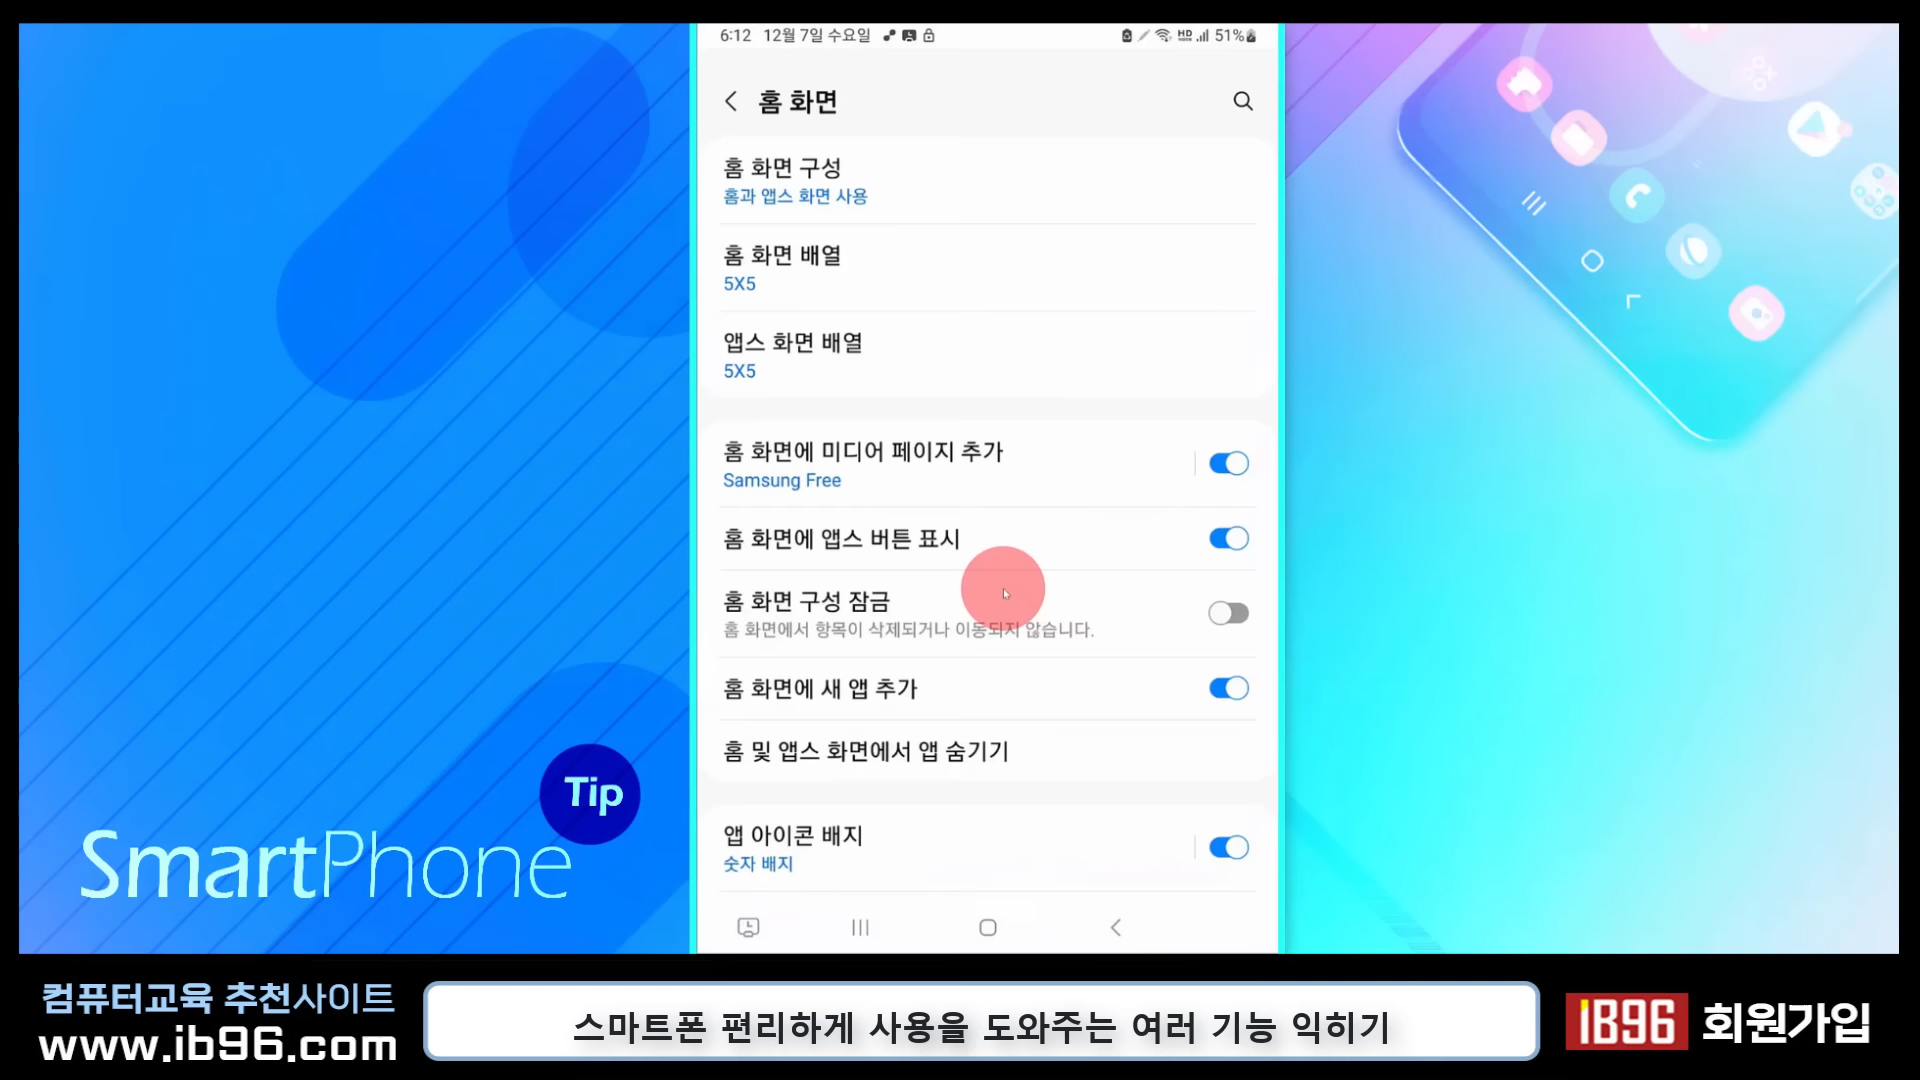 6:12 12월 7일 수요일
51%
홈 화면
홈 화면 구성
홈과 앱스 화면 사용
홈 화면 배열
5X5
앱스 화면 배열
5X5
홈 화면에 미디어 페이지 추가
Samsung Free
홈 화면에 앱스 버튼 표시
홈 화면 구성 잠금
홈 화면에서 항목이 삭제되거나 이동되지 않습니다.
홈 화면에 새 앱 추가
홈 및 앱스 화면에서 앱 숨기기
앱 아이콘 배지
숫자 배지
Tip
SmartPhone
컴퓨터교육 추천사이트
www.ib96.com
스마트폰 편리하게 사용을 도와주는 여러 기능 익히기
IB96 회원가입